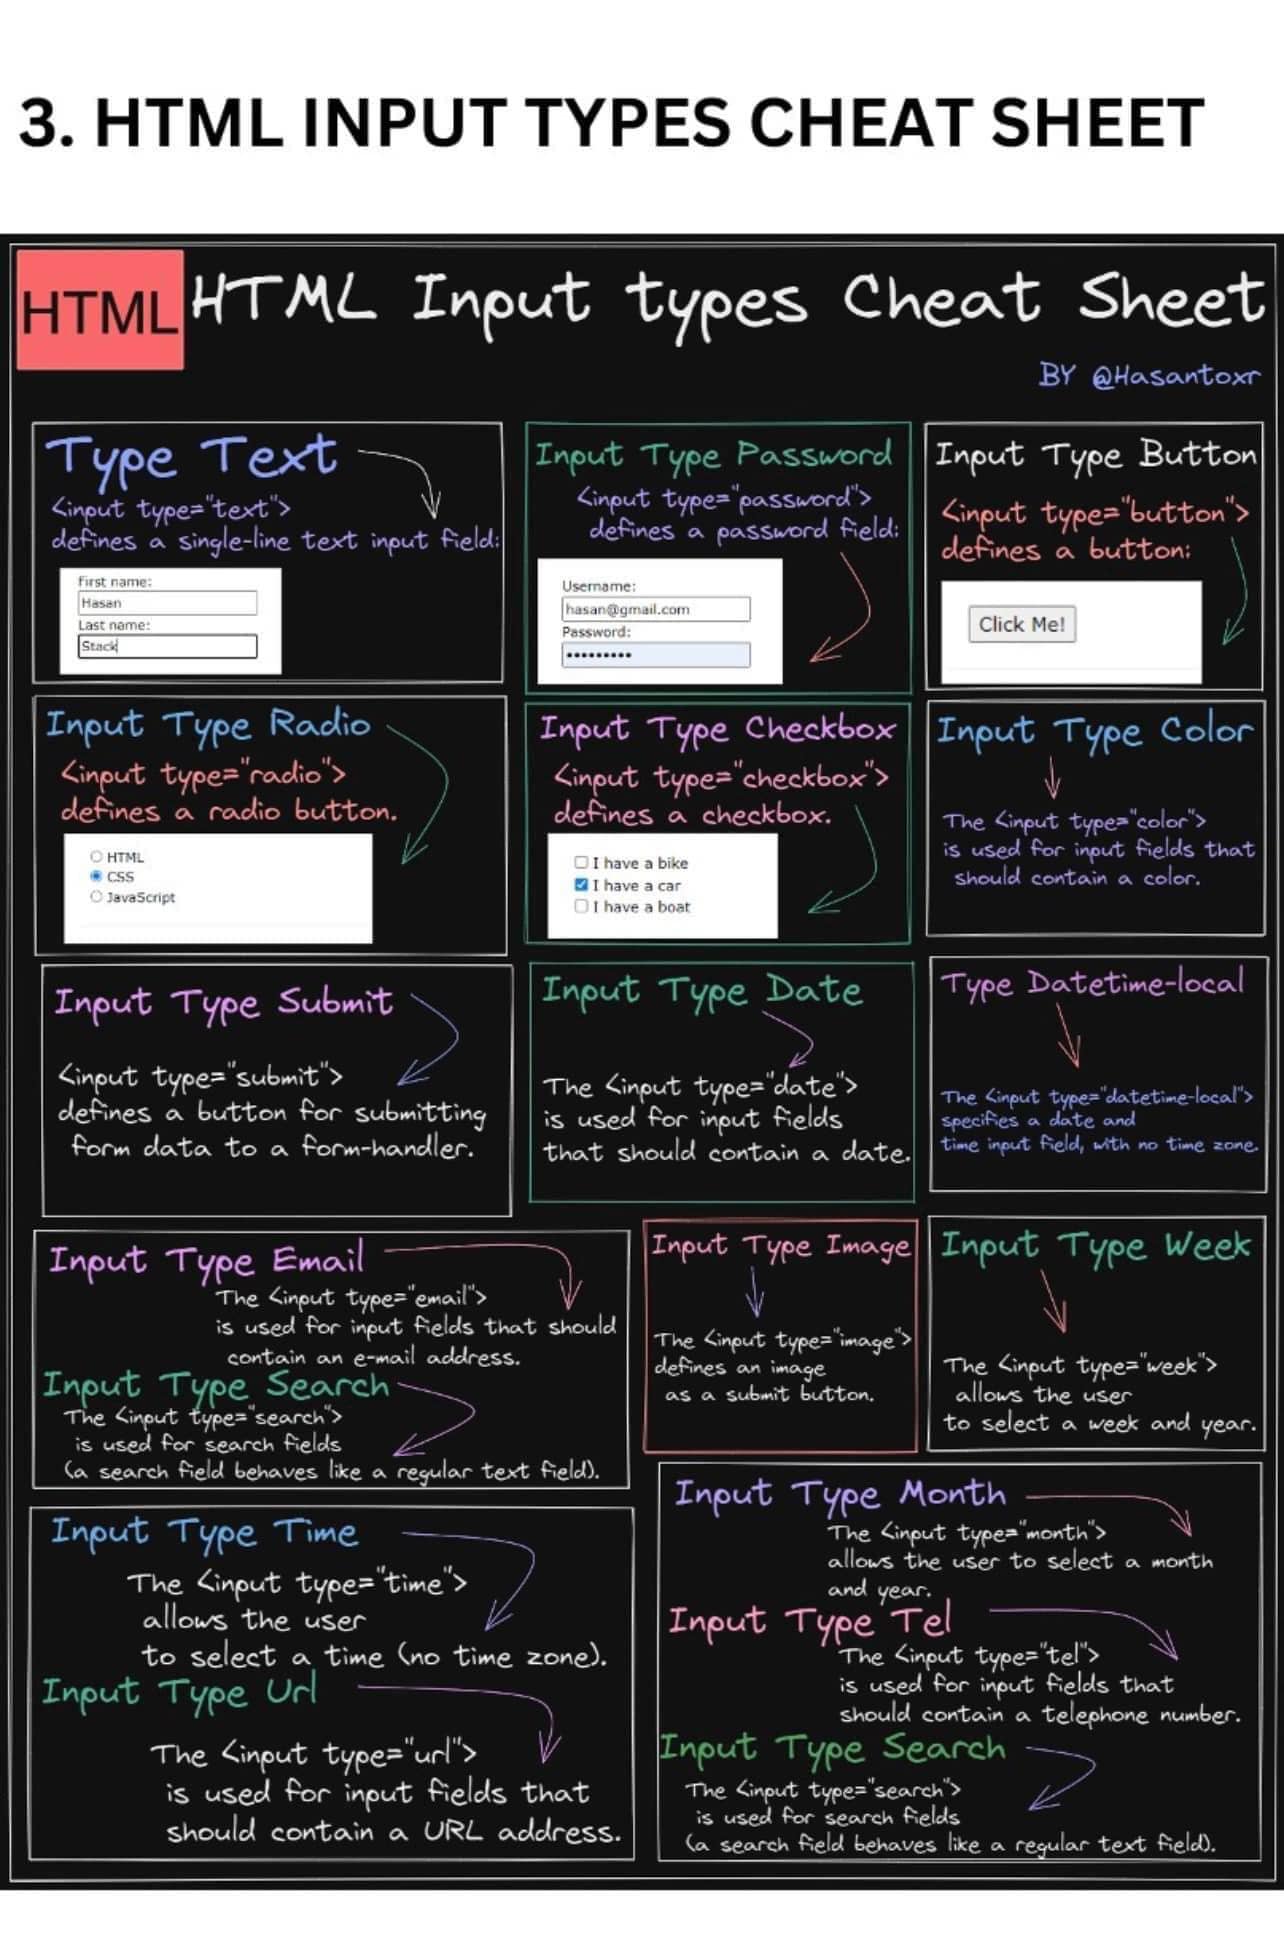 3. HTML INPUT TYPES CHEAT SHEET
HTML
HTML Input types Cheat Sheet
BY @Hasantoxr
Type Text
<input type="text">
defines a single-line text input field:
First name:
Hasan
Last name:
Stack
Input Type Password
<input type="password">
defines a password field:
Username:
hasan@gmail.com
Password:
•••••••••
Input Type Button
<input type="button">
defines a button:
Click Me!
Input Type Radio
<input type="radio">
defines a radio button.
HTML
CSS
JavaScript
Input Type Checkbox
<input type="checkbox">
defines a checkbox.
I have a bike
I have a car
I have a boat
Input Type Color
The <input type="color">
is used for input fields that
should contain a color.
Input Type Submit
<input type="submit">
defines a button for submitting
form data to a form-handler.
Input Type Date
The <input type="date">
is used for input fields
that should contain a date.
Type Datetime-local
The <input type="datetime-local">
specifies a date and
time input field, with no time zone.
Input Type Email
The <input type="email">
is used for input fields that should
contain an e-mail address.
Input Type Search
The <input type="search">
is used for search fields
(a search field behaves like a regular text field).
Input Type Image
The <input type="image">
defines an image
as a submit button.
Input Type Week
The <input type="week">
allows the user
to select a week and year.
Input Type Time
The <input type="time">
allows the user
to select a time (no time zone).
Input Type Url
The <input type="url">
is used for input fields that
should contain a URL address.
Input Type Month
The <input type="month">
allows the user to select a month
and year.
Input Type Tel
The <input type="tel">
is used for input fields that
should contain a telephone number.
Input Type Search
The <input type="search">
is used for search fields
(a search field behaves like a regular text field).